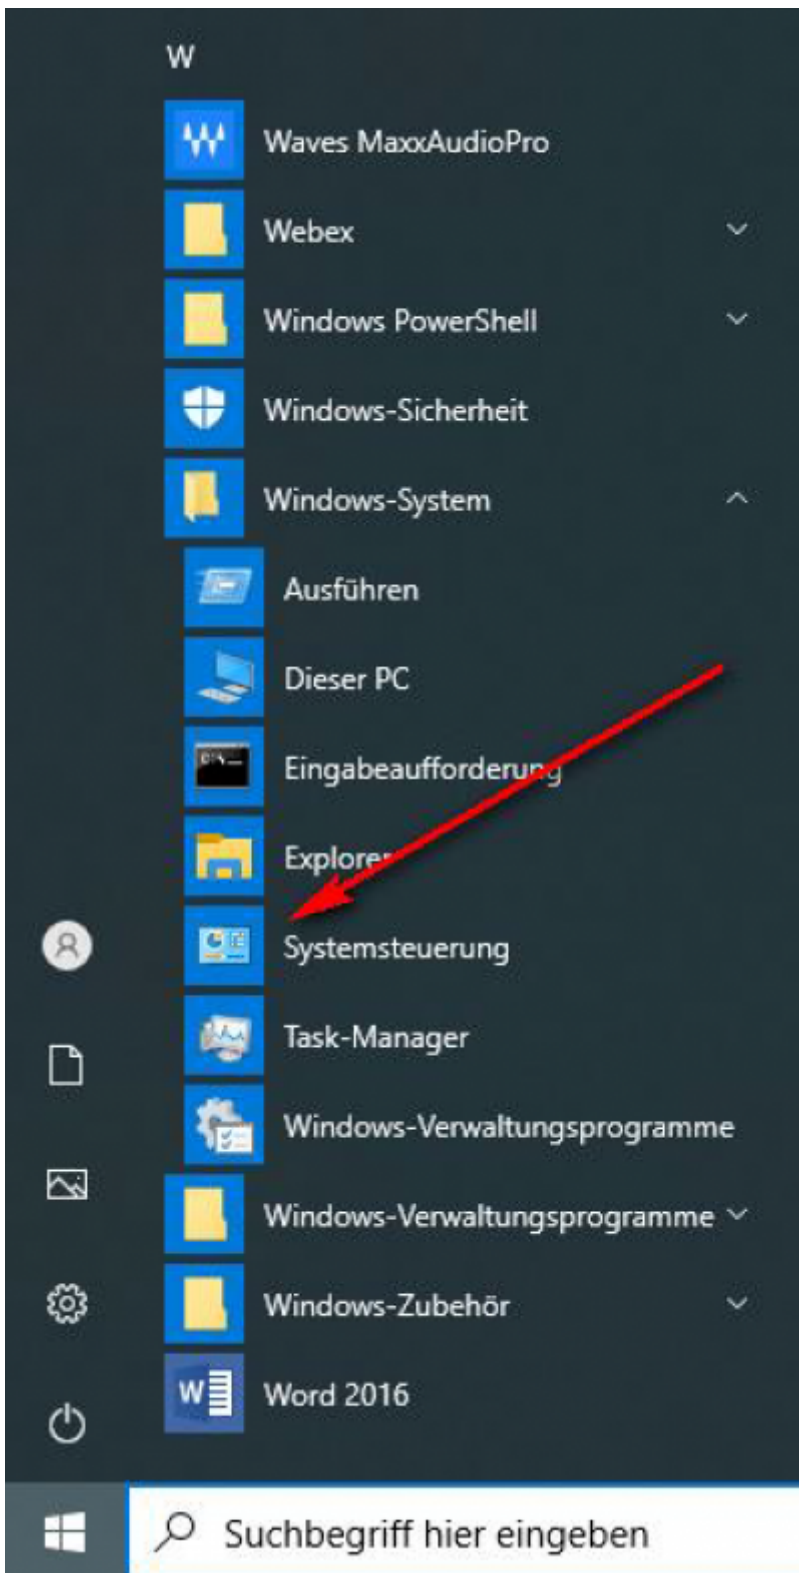 W
Waves MaxxAudioPro
Webex
Windows PowerShell
Windows-Sicherheit
Windows-System
Ausführen
Dieser PC
Eingabeaufforderung
Explorer
Systemsteuerung
Task-Manager
Windows-Verwaltungsprogramme
Windows-Verwaltungsprogramme
Windows-Zubehör
Word 2016
Suchbegriff hier eingeben